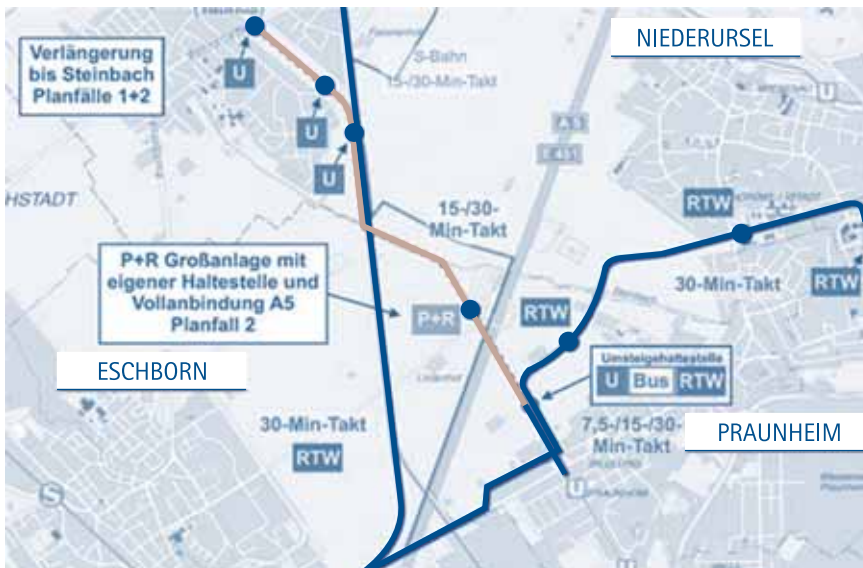 Verlängerung
bis Steinbach
Planfälle 1+2
U
U
U
S-Bahn
15-/30-Min-Takt
NIEDERURSEL
A 5
E 451
HSTADT
15-/30-
Min-Takt
RTW
P+R Großanlage mit
eigener Haltestelle und
Vollanbindung A5
Planfall 2
30-Min-Takt
RTW
P+R
RTW
ESCHBORN
Umsteigehaltestelle
U Bus RTW
30-Min-Takt
RTW
7,5-/15-/30-
Min-Takt
PRAUNHEIM
S
U